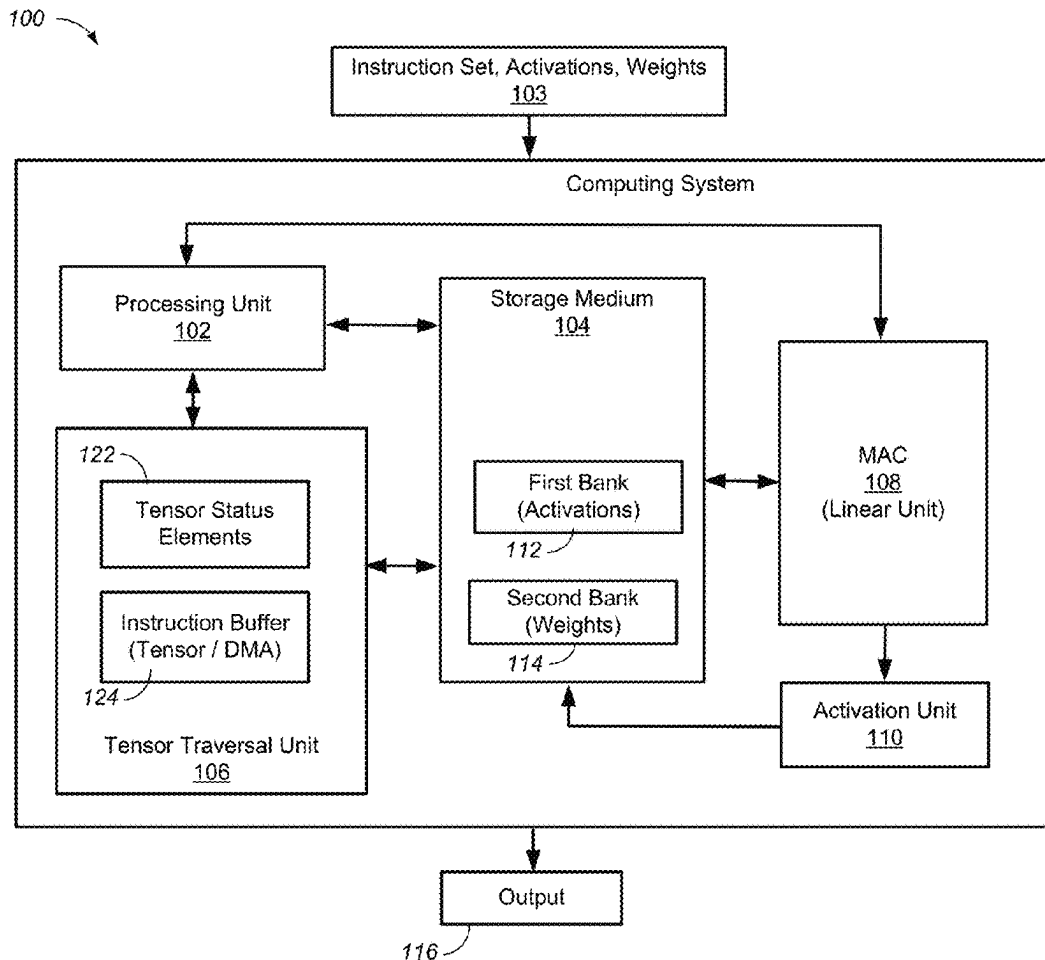 100
Instruction Set, Activations, Weights
103
Computing System
Processing Unit
102
Storage Medium
104
MAC
108
(Linear Unit)
122
Tensor Status
Elements
First Bank
(Activations)
112
Instruction Buffer
(Tensor / DMA)
124
Second Bank
(Weights)
114
Tensor Traversal Unit
106
Activation Unit
110
Output
116